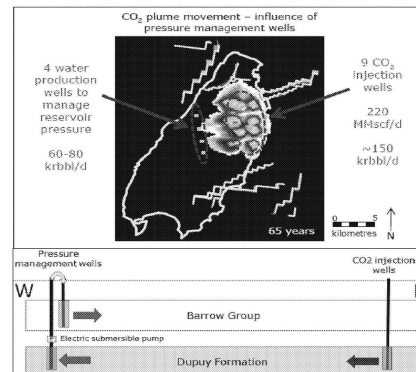 CO₂ plume movement – influence of
pressure management wells
4 water
production
wells to
manage
reservoir
pressure
60-80
krbbl/d
9 CO₂
injection
wells
220
MMscf/d
~150
krbbl/d
65 years
0 5
kilometres
N
Pressure
management wells
CO2 injection
wells
W
Barrow Group
Electric submersible pump
Dupuy Formation